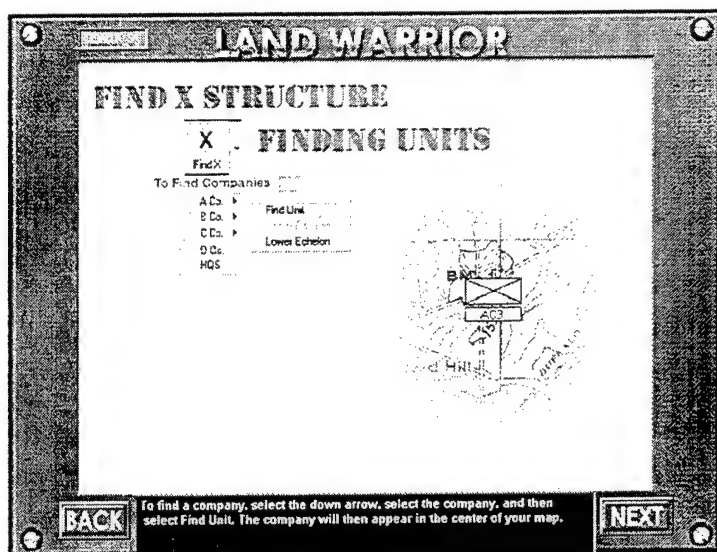 LAND WARRIOR
FIND X STRUCTURE
X
FINDING UNITS
Find X
To Find Companies
A Co.
B Co.
C Co.
D Co.
HQS
Find Unit
Lower Echelon
AC3
Hill
BACK
To find a company, select the down arrow, select the company, and then
select Find Unit. The company will then appear in the center of your map.
NEXT